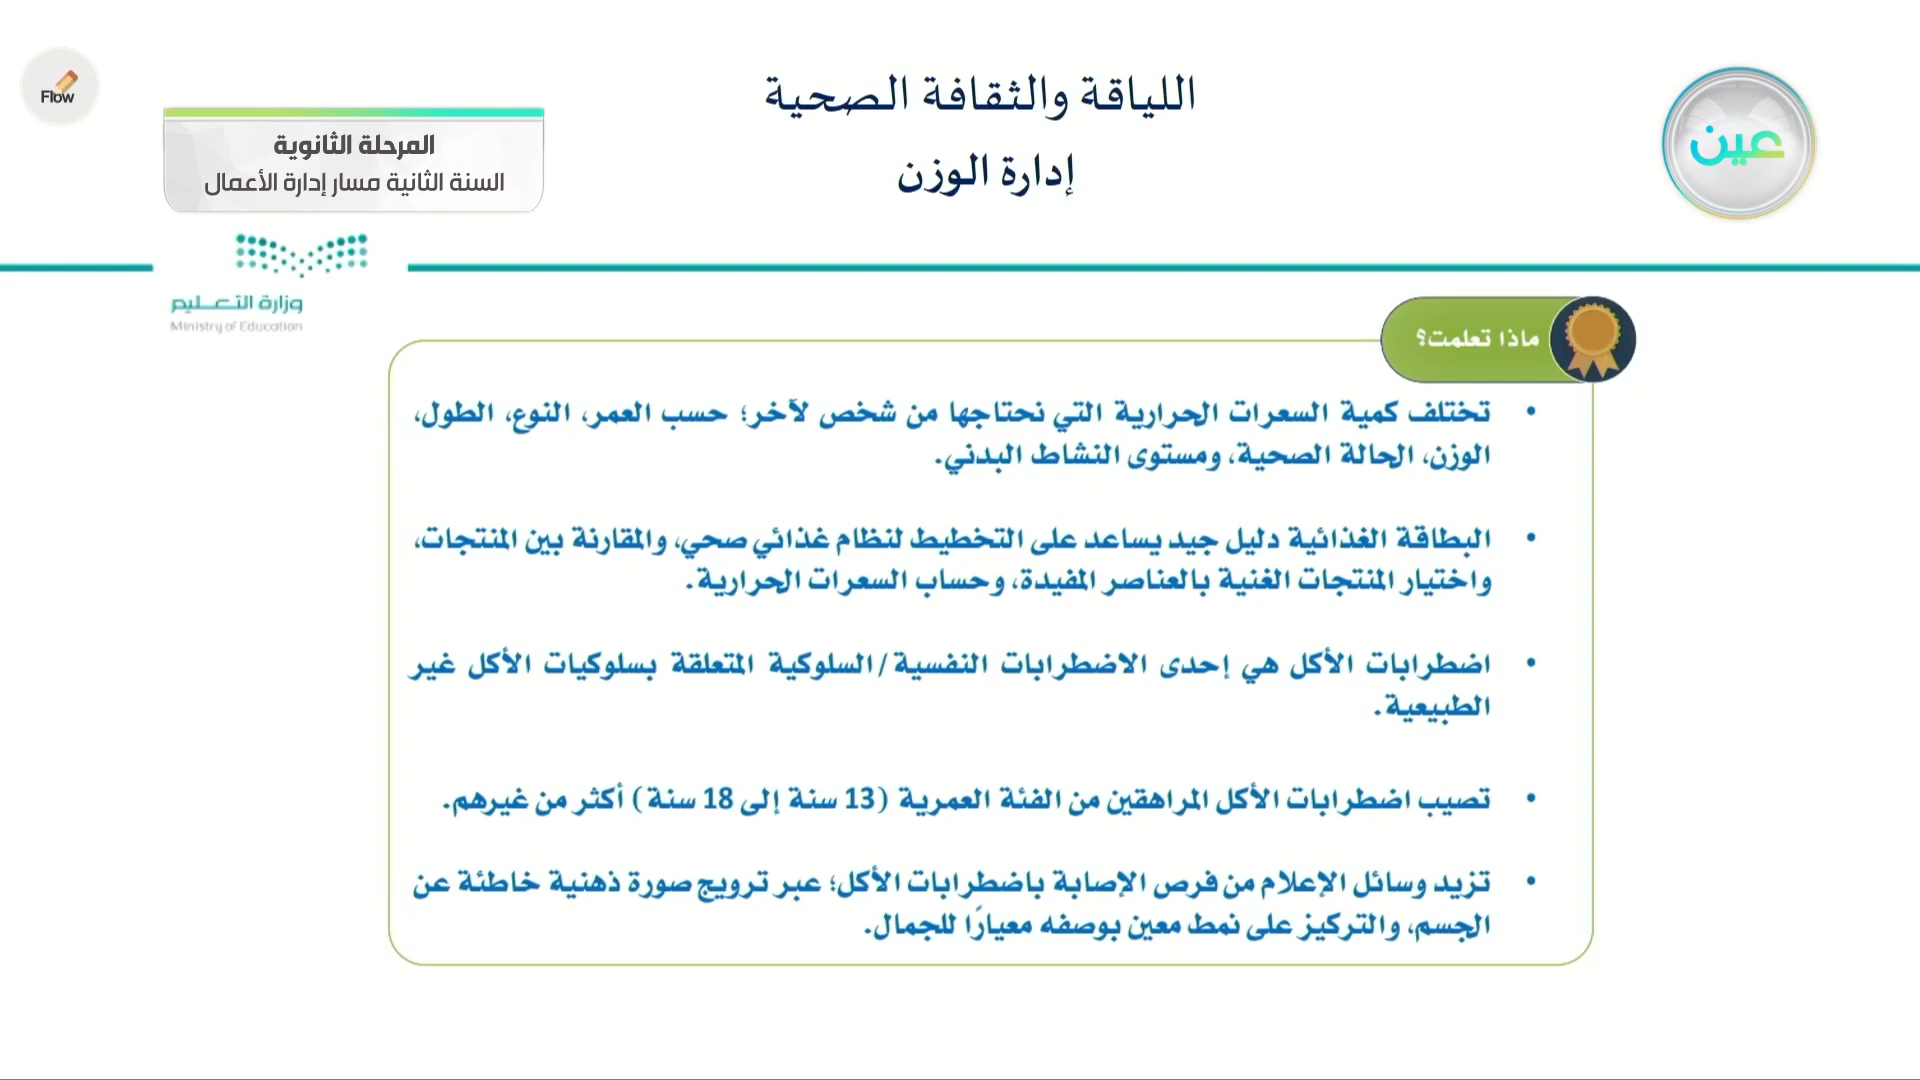 اللياقة والثقافة الصحية
إدارة الوزن
عين
Flow
المرحلة الثانوية
السنة الثانية مسار إدارة الأعمال
وزارة التعليم
Ministry of Education
ماذا تعلمت؟
• تختلف كمية السعرات الحرارية التي نحتاجها من شخص لآخر؛ حسب العمر، النوع، الطول،
الوزن، الحالة الصحية، ومستوى النشاط البدني.
• البطاقة الغذائية دليل جيد يساعد على التخطيط لنظام غذائي صحي، والمقارنة بين المنتجات،
واختيار المنتجات الغنية بالعناصر المفيدة، وحساب السعرات الحرارية.
• اضطرابات الأكل هي إحدى الاضطرابات النفسية/السلوكية المتعلقة بسلوكيات الأكل غير
الطبيعية.
• تصيب اضطرابات الأكل المراهقين من الفئة العمرية (13 سنة إلى 18 سنة) أكثر من غيرهم.
• تزيد وسائل الإعلام من فرص الإصابة باضطرابات الأكل؛ عبر ترويج صورة ذهنية خاطئة عن
الجسم، والتركيز على نمط معين بوصفه معيارًا للجمال.